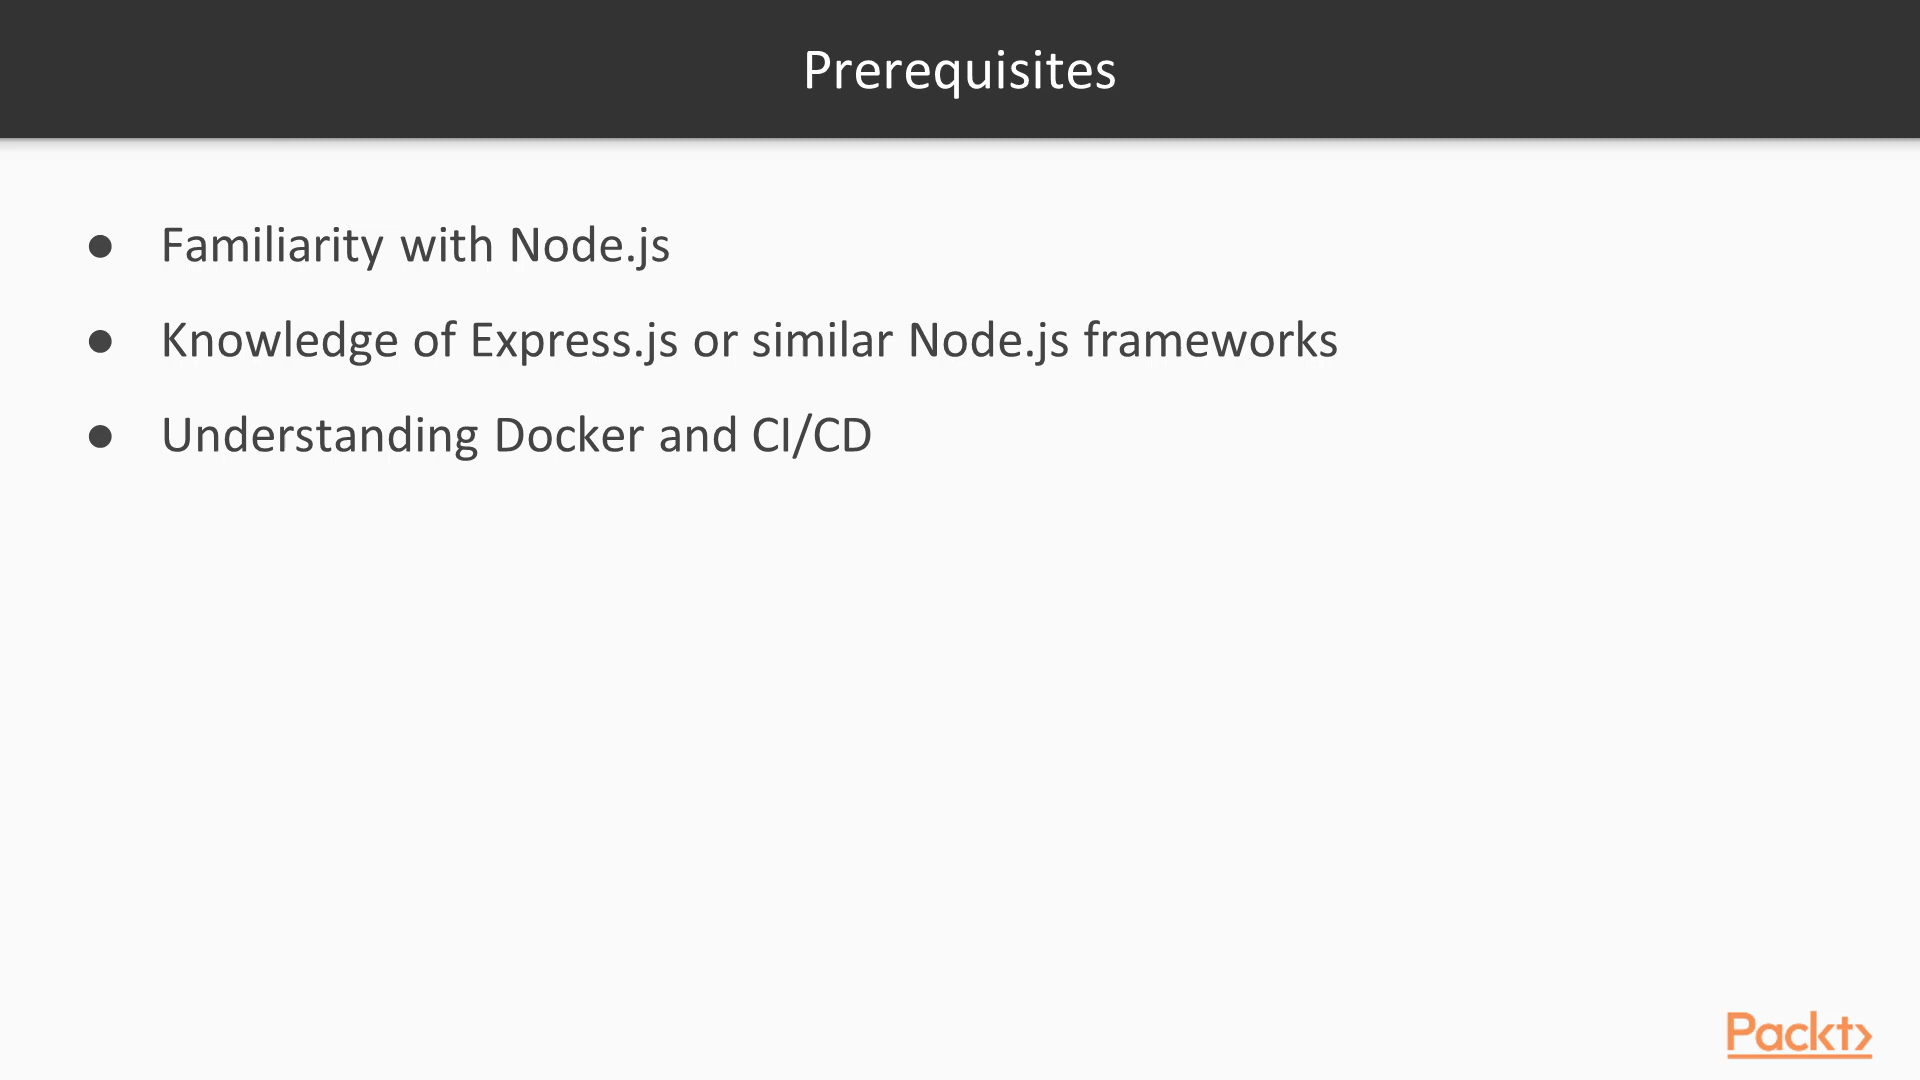 Prerequisites
● Familiarity with Node.js
● Knowledge of Express.js or similar Node.js frameworks
● Understanding Docker and CI/CD
Packt>